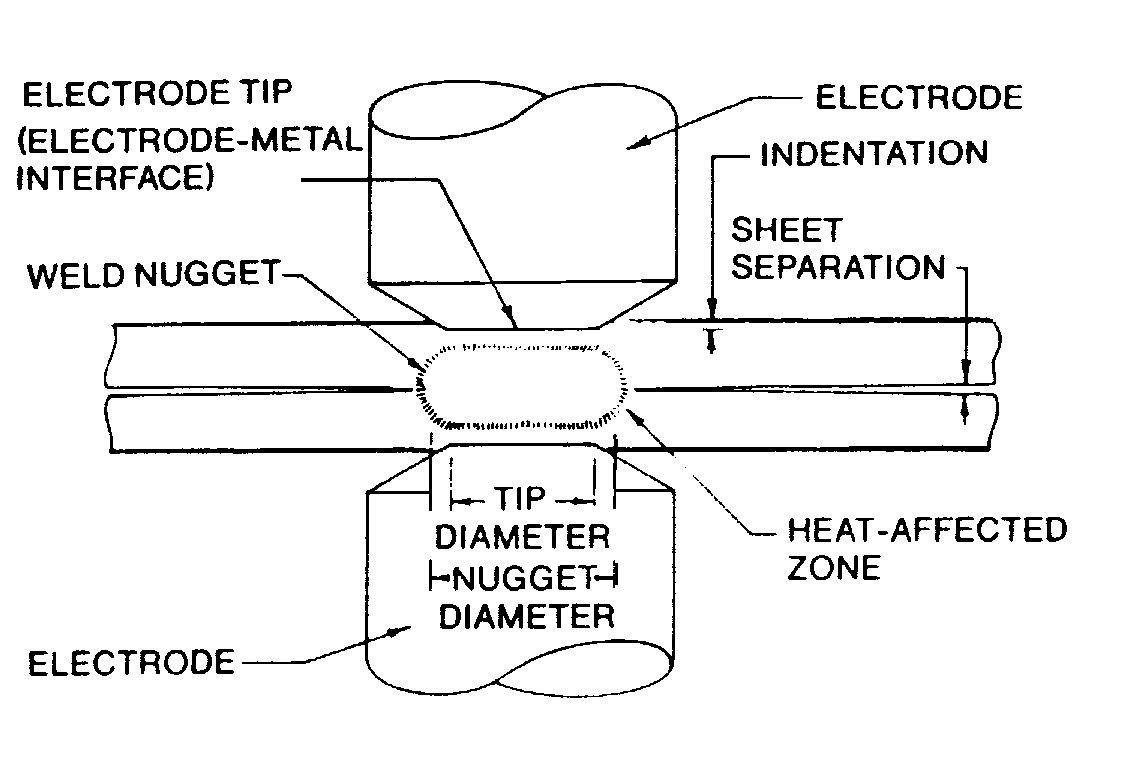 ELECTRODE TIP
(ELECTRODE-METAL
INTERFACE)
ELECTRODE
INDENTATION
SHEET
SEPARATION
WELD NUGGET
TIP
DIAMETER
NUGGET
DIAMETER
HEAT-AFFECTED
ZONE
ELECTRODE